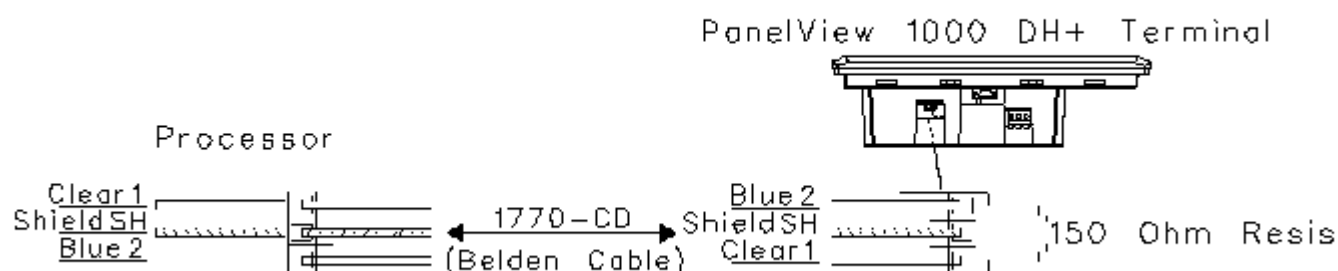 PanelView 1000 DH+ Terminal
Processor
Clear 1
Shield SH
Blue 2
1770-CD
(Belden Cable)
Blue 2
Shield SH
Clear 1
150 Ohm Resis